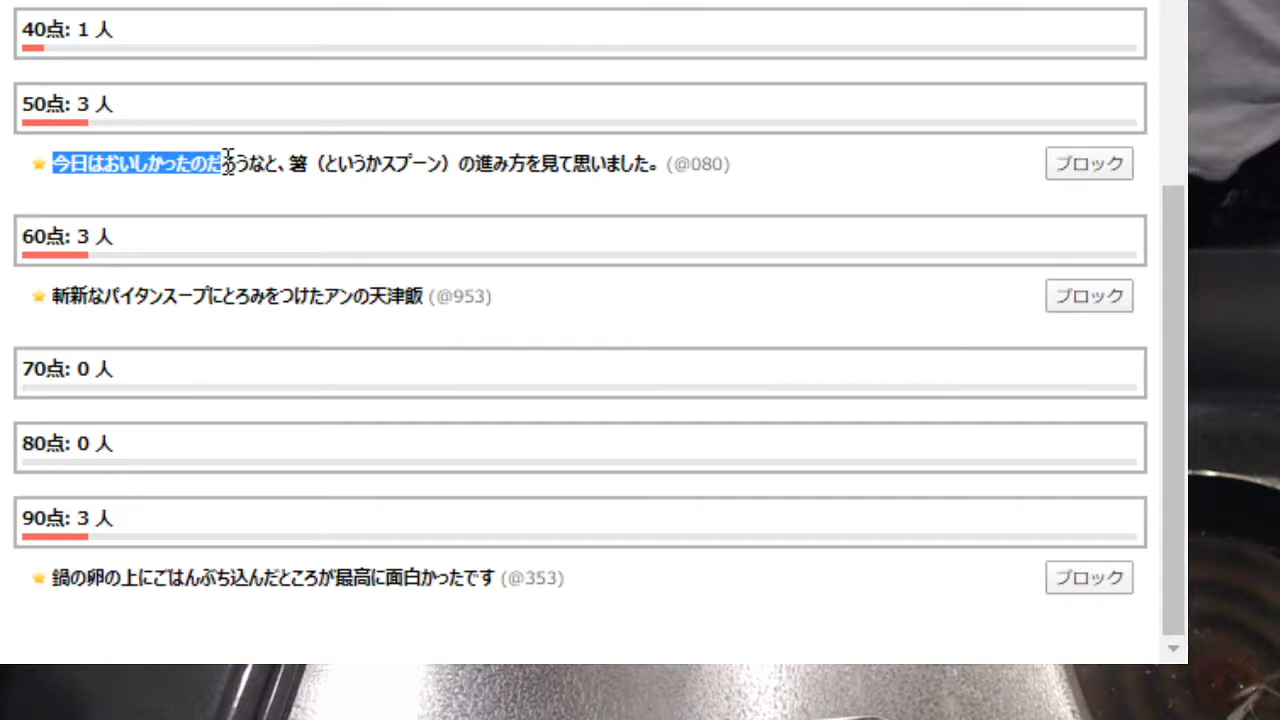 40点: 1 人
50点: 3 人
今日はおいしかったのだろうなと、箸（というかスプーン）の進み方を見て思いました。 (@080)
ブロック
60点: 3 人
斬新なパイタンスープにとろみをつけたアンの天津飯 (@953)
ブロック
70点: 0 人
80点: 0 人
90点: 3 人
鍋の卵の上にごはんぶち込んだところが最高に面白かったです (@353)
ブロック